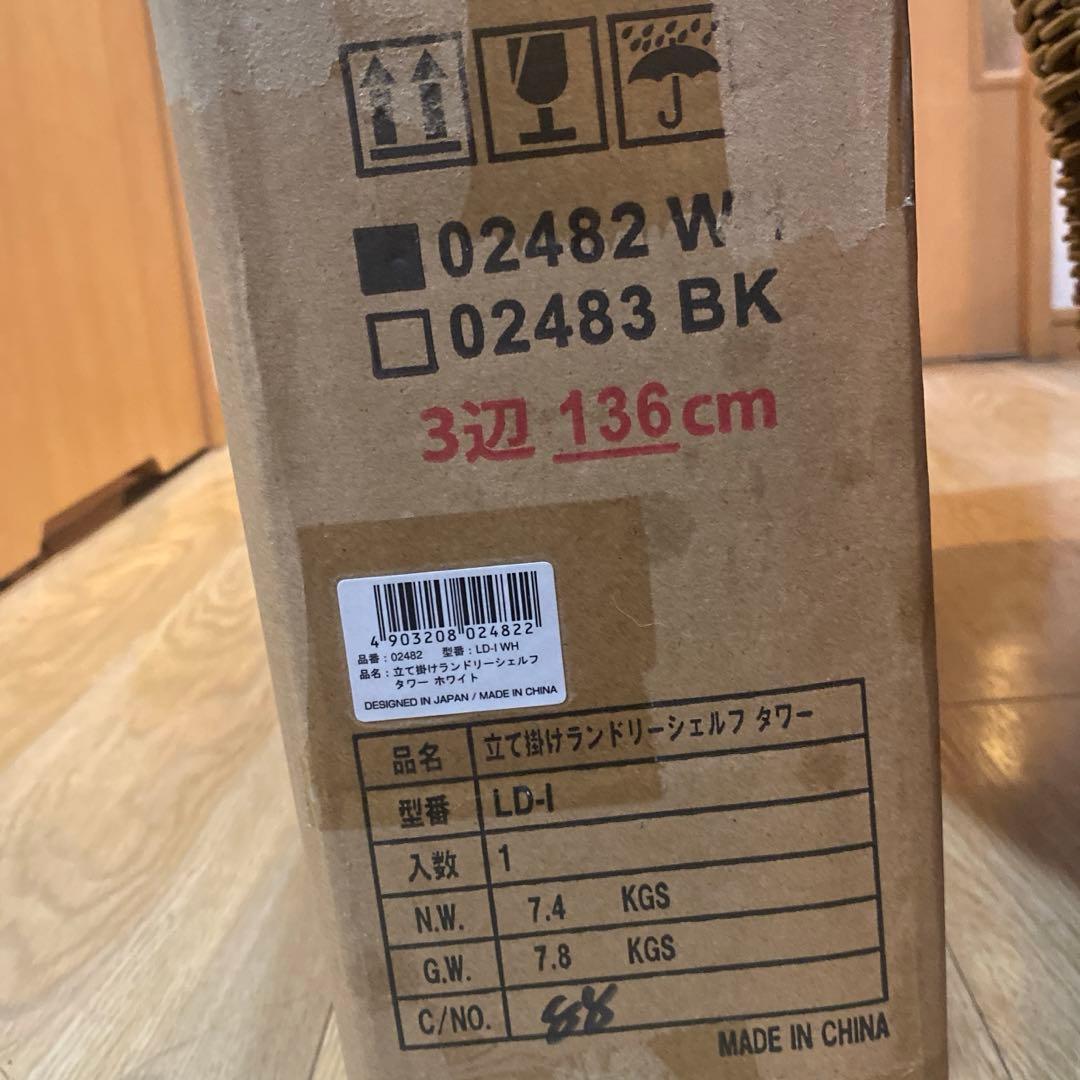 02482 W
02483 BK
3辺 136cm
4 903208 024822
品番：02482 型番：LD-I WH
品名：立て掛けランドリーシェルフ
タワー ホワイト
DESIGNED IN JAPAN / MADE IN CHINA
品名 立て掛けランドリーシェルフ タワー
型番 LD-I
入数 1
N.W. 7.4 KGS
G.W. 7.8 KGS
C/NO. 88
MADE IN CHINA